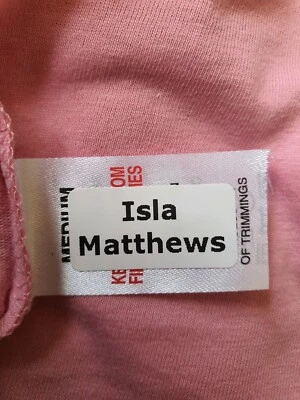 Isla
Matthews
MEDIUM
OF TRIMMINGS